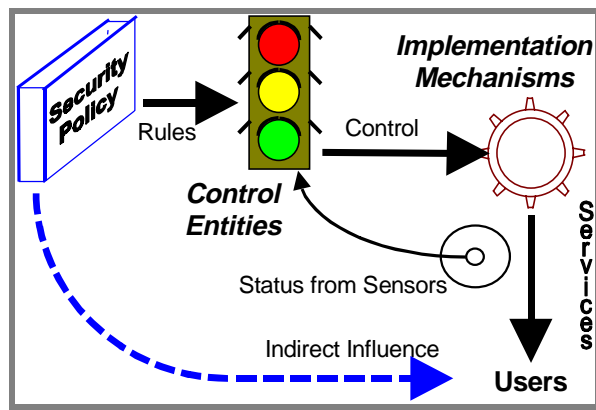 Security
Policy
Rules
Control
Entities
Control
Implementation
Mechanisms
Status from Sensors
Services
Indirect Influence
Users